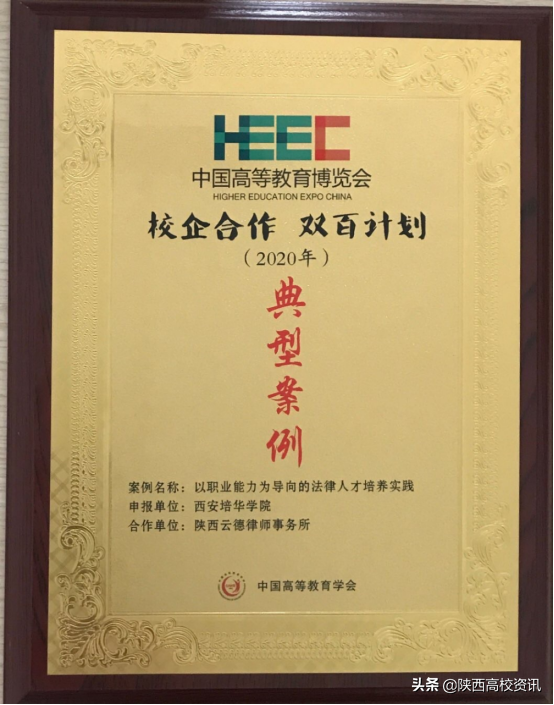 HEEC
中国高等教育博览会
HIGHER EDUCATION EXPO CHINA
校企合作 双百计划
（2020年）
典型案例
案例名称：以职业能力为导向的法律人才培养实践
申报单位：西安培华学院
合作单位：陕西云德律师事务所
中国高等教育学会
头条@陕西高校资讯